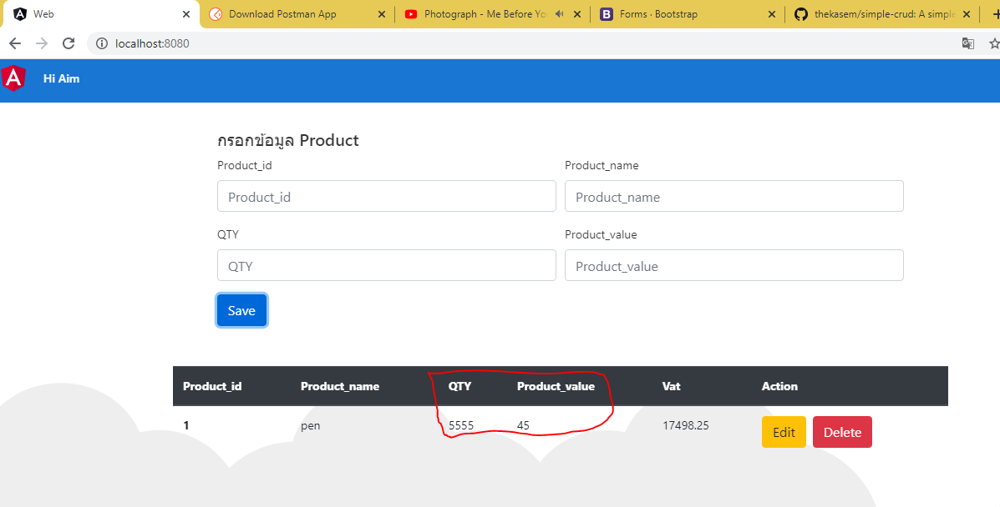 Web
Download Postman App
Photograph - Me Before Yo
Forms · Bootstrap
thekasem/simple-crud: A simple
localhost:8080
Hi Aim
กรอกข้อมูล Product
Product_id Product_name
Product_id Product_name
QTY Product_value
QTY Product_value
Save
Product_id Product_name QTY Product_value Vat Action
1 pen 5555 45 17498.25 Edit Delete